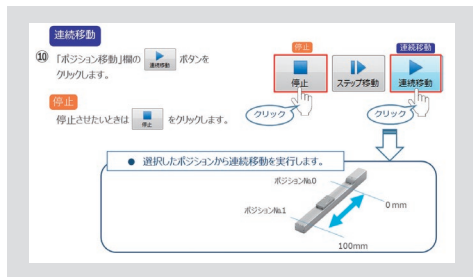 連続移動
⑩ 「ポジション移動」欄の 連続移動 ボタンを
クリックします。
停止
停止させたいときは 停止 をクリックします。
停止
連続移動
停止
ステップ移動
連続移動
クリック
クリック
● 選択したポジションから連続移動を実行します。
ポジションNo.0
ポジションNo.1
0 mm
100mm